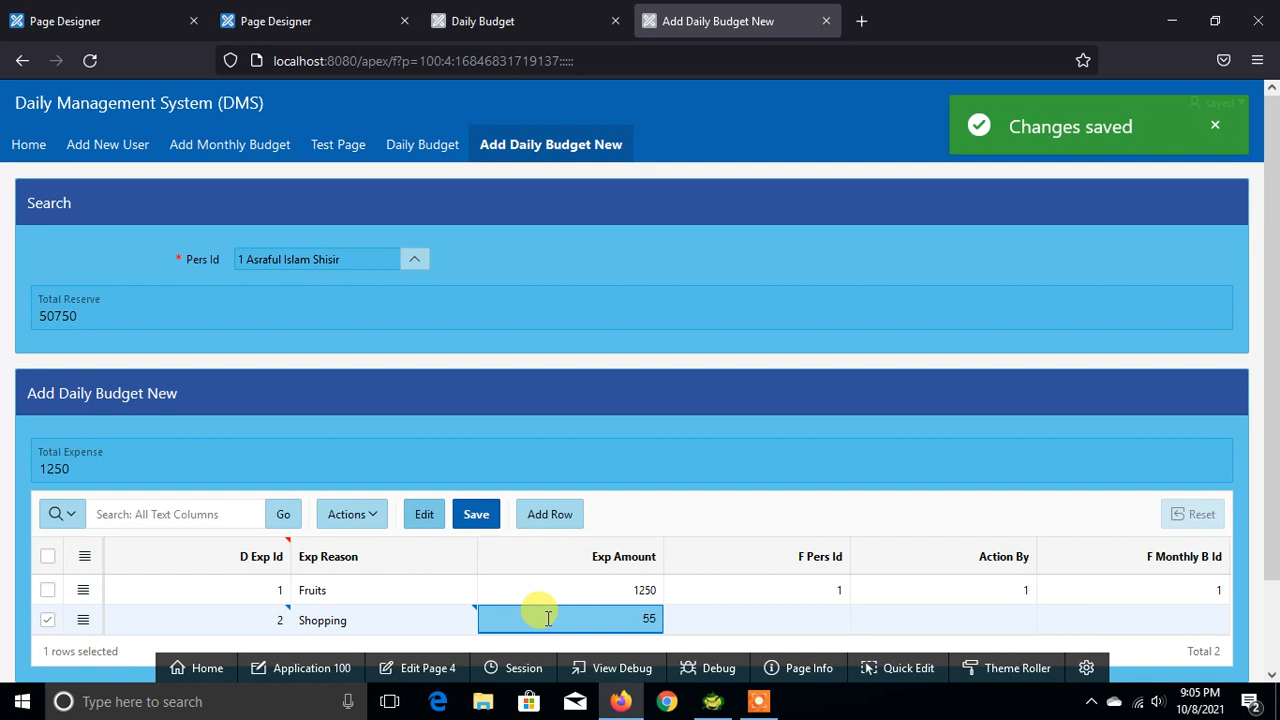 Page Designer
Page Designer
Daily Budget
Add Daily Budget New
localhost:8080/apex/f?p=100:4:16846831719137:::::
Daily Management System (DMS)
sayed
Changes saved
Home
Add New User
Add Monthly Budget
Test Page
Daily Budget
Add Daily Budget New
Search
* Pers Id
1 Asraful Islam Shisir
Total Reserve
50750
Add Daily Budget New
Total Expense
1250
Search: All Text Columns
Go
Actions
Edit
Save
Add Row
Reset
D Exp Id
Exp Reason
Exp Amount
F Pers Id
Action By
F Monthly B Id
1 Fruits 1250 1 1 1
2 Shopping 55
1 rows selected
Total 2
Home
Application 100
Edit Page 4
Session
View Debug
Debug
Page Info
Quick Edit
Theme Roller
Type here to search
9:05 PM
10/8/2021
2